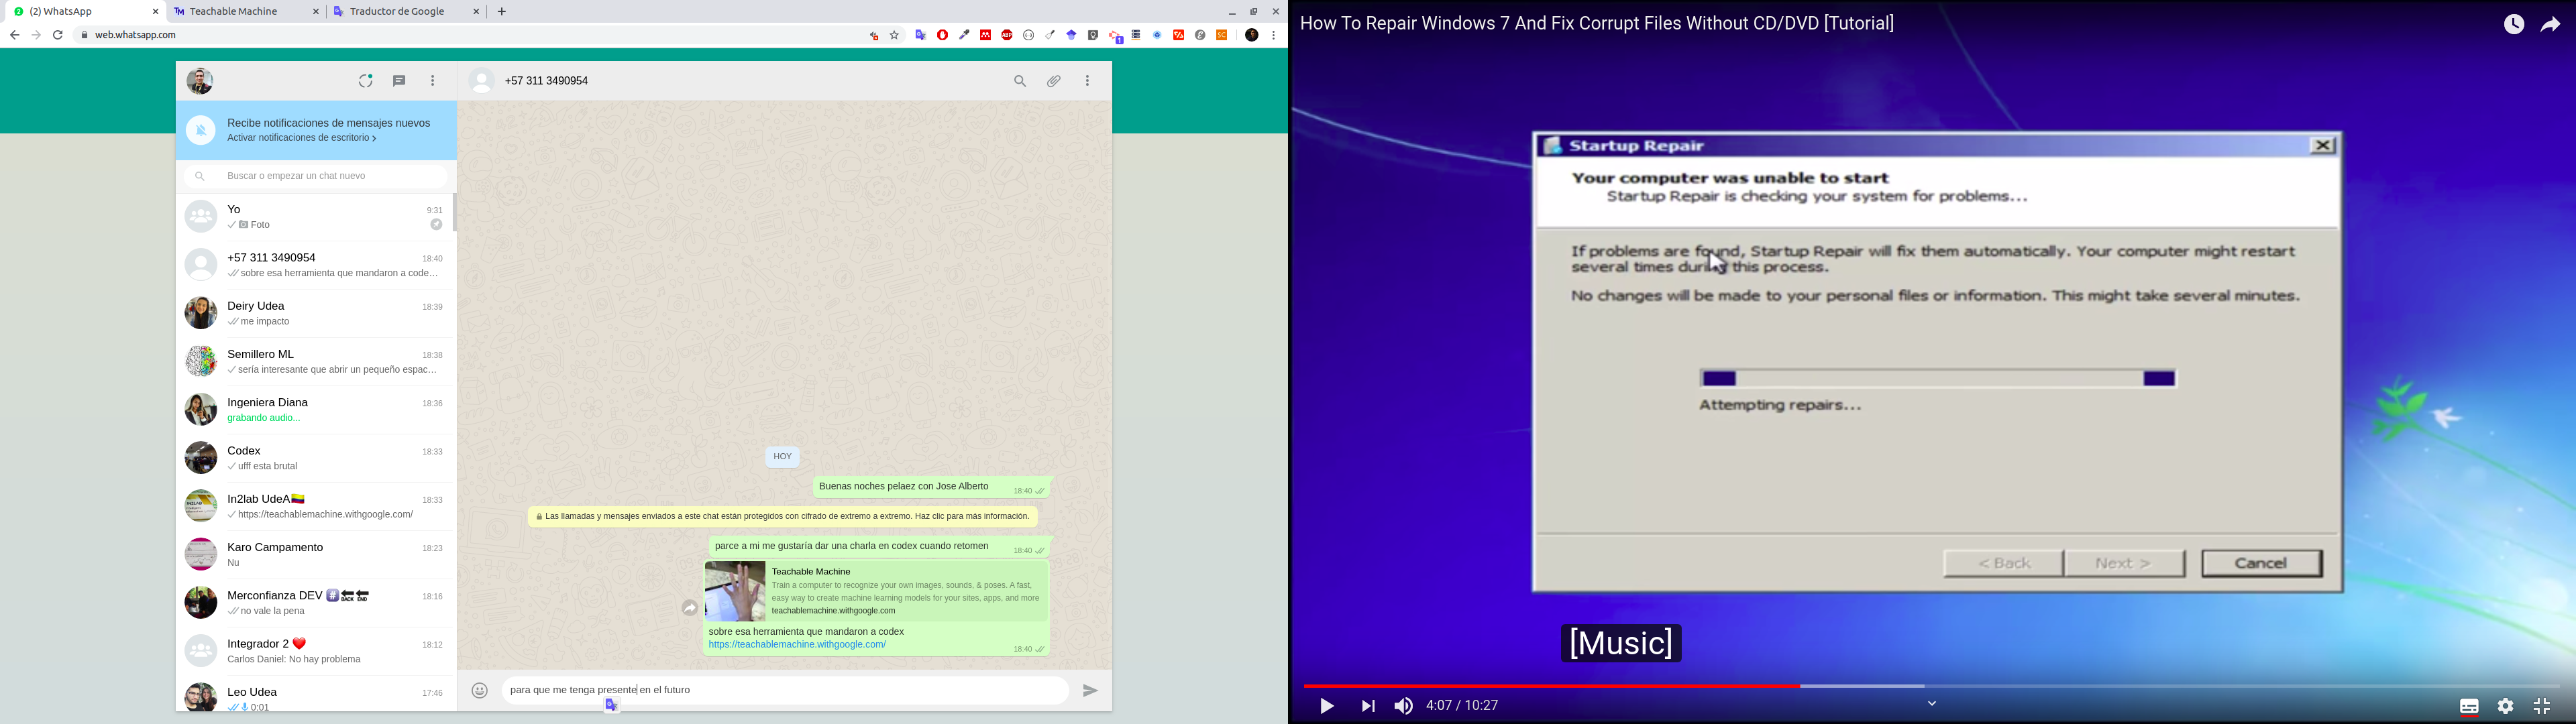 (2) WhatsApp
Teachable Machine
Traductor de Google
web.whatsapp.com
+57 311 3490954
Recibe notificaciones de mensajes nuevos
Activar notificaciones de escritorio >
Buscar o empezar un chat nuevo
Yo 9:31
Foto
+57 311 3490954 18:40
sobre esa herramienta que mandaron a code...
Deiry Udea 18:39
me impacto
Semillero ML 18:38
sería interesante que abrir un pequeño espac...
Ingeniera Diana 18:36
grabando audio...
Codex 18:33
ufff esta brutal
In2lab UdeA🇨🇴 18:33
https://teachablemachine.withgoogle.com/
Karo Campamento 18:23
Nu
Merconfianza DEV #️⃣🔙🔚 18:16
no vale la pena
Integrador 2 ❤️ 18:12
Carlos Daniel: No hay problema
Leo Udea 17:46
0:01
HOY
Buenas noches pelaez con Jose Alberto 18:40
Las llamadas y mensajes enviados a este chat están protegidos con cifrado de extremo a extremo. Haz clic para más información.
parce a mi me gustaría dar una charla en codex cuando retomen 18:40
Teachable Machine
Train a computer to recognize your own images, sounds, & poses. A fast,
easy way to create machine learning models for your sites, apps, and more
teachablemachine.withgoogle.com
sobre esa herramienta que mandaron a codex
https://teachablemachine.withgoogle.com/ 18:40
para que me tenga presente en el futuro
How To Repair Windows 7 And Fix Corrupt Files Without CD/DVD [Tutorial]
Startup Repair
Your computer was unable to start
Startup Repair is checking your system for problems...
If problems are found, Startup Repair will fix them automatically. Your computer might restart
several times during this process.
No changes will be made to your personal files or information. This might take several minutes.
Attempting repairs...
< Back Next > Cancel
[Music]
4:07 / 10:27